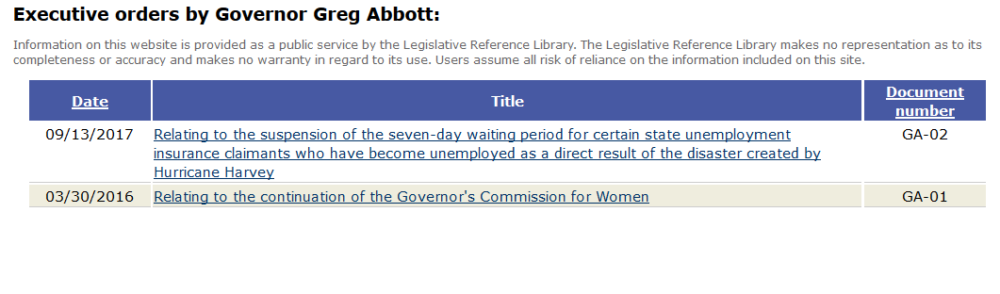 Executive orders by Governor Greg Abbott:
Information on this website is provided as a public service by the Legislative Reference Library. The Legislative Reference Library makes no representation as to its
completeness or accuracy and makes no warranty in regard to its use. Users assume all risk of reliance on the information included on this site.
Date Title Document number
09/13/2017 Relating to the suspension of the seven-day waiting period for certain state unemployment GA-02
insurance claimants who have become unemployed as a direct result of the disaster created by
Hurricane Harvey
03/30/2016 Relating to the continuation of the Governor's Commission for Women GA-01